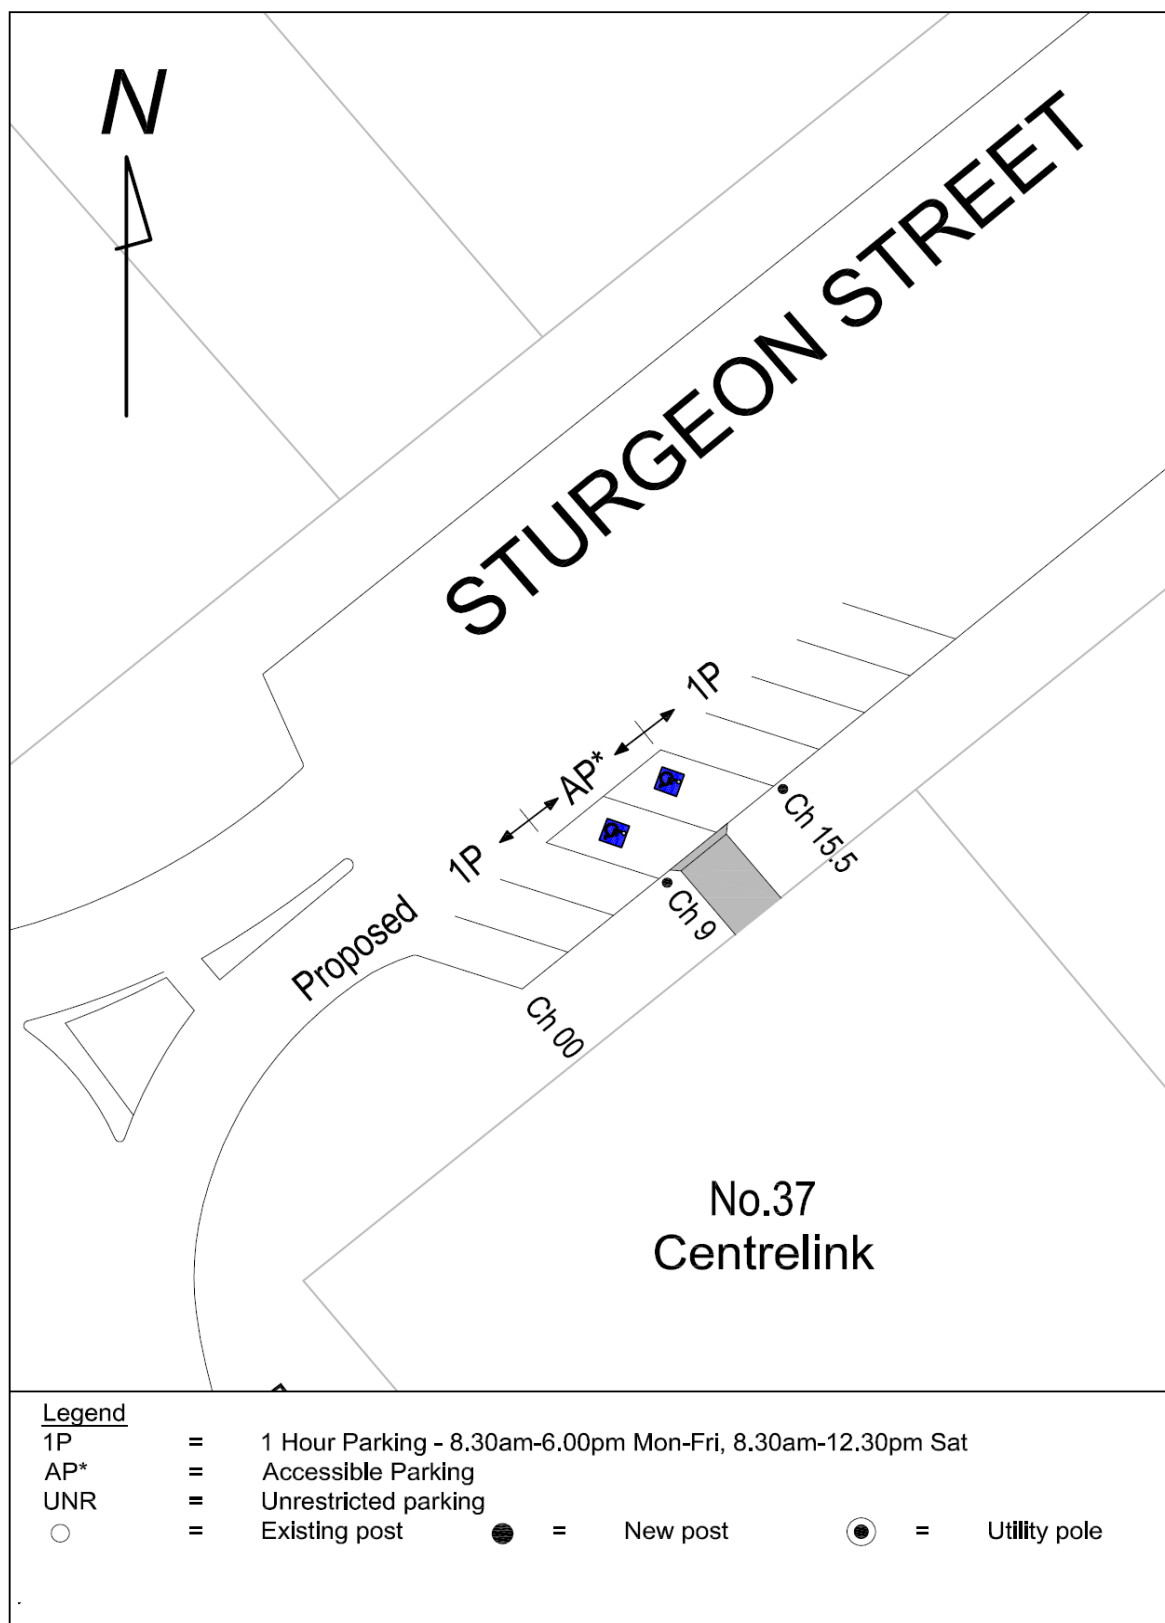 N
STURGEON STREET
1P
AP*
1P
Proposed
Ch 15.5
Ch 9
Ch 00
No.37
Centrelink
Legend
1P = 1 Hour Parking - 8.30am-6.00pm Mon-Fri, 8.30am-12.30pm Sat
AP* = Accessible Parking
UNR = Unrestricted parking
= Existing post = New post = Utility pole